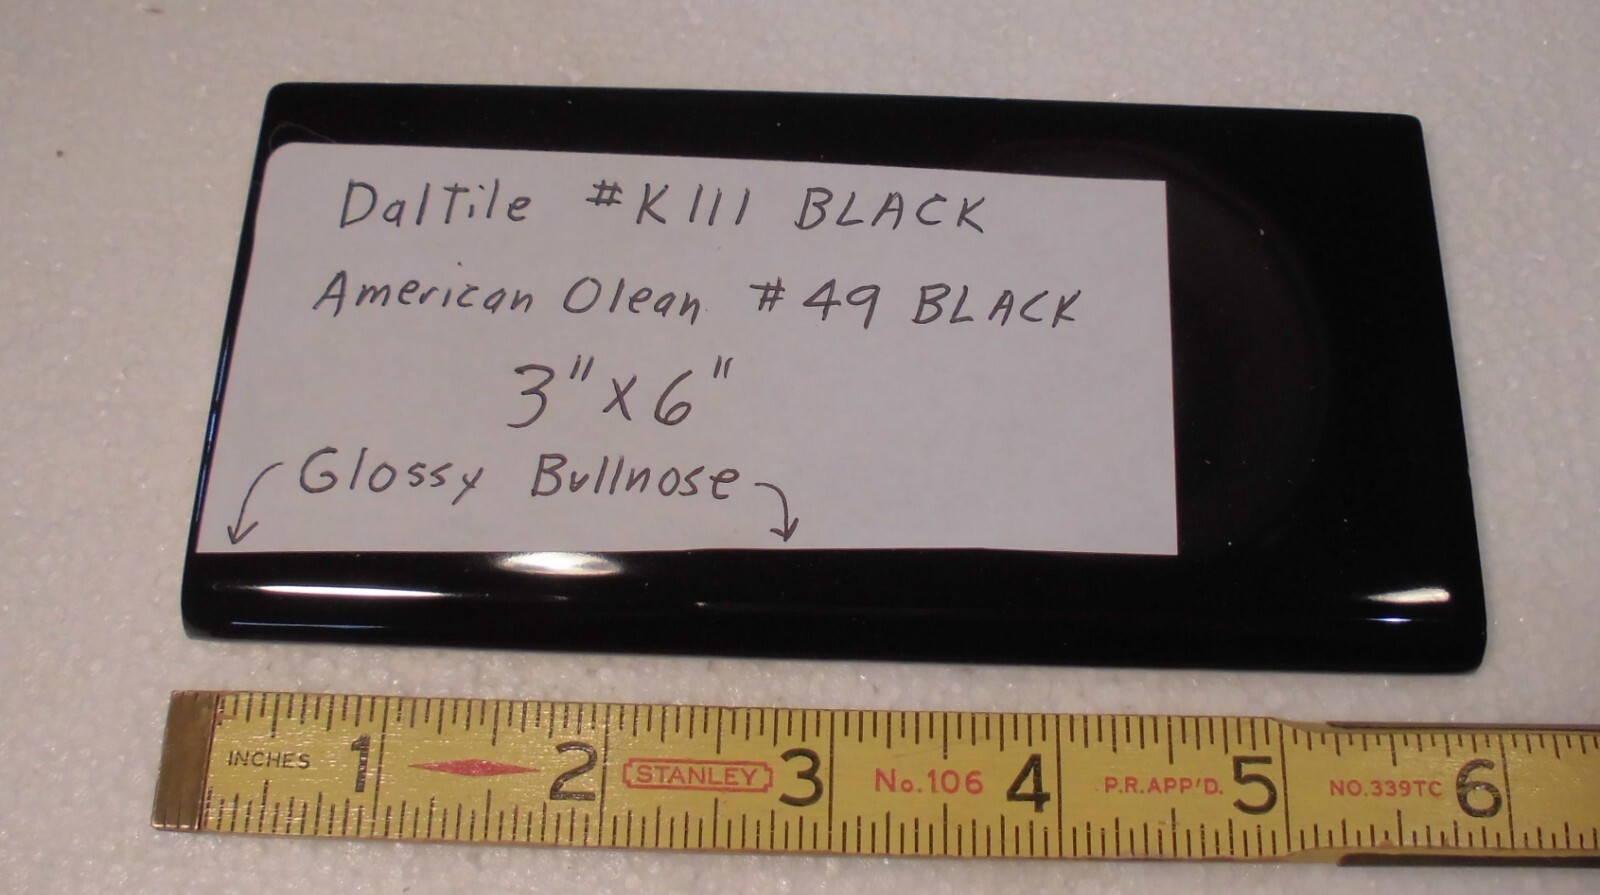 DalTile #K111 BLACK
American Olean #49 BLACK
3" x 6"
Glossy Bullnose
INCHES 1 2 STANLEY 3 No.106 4 P.R.APP'D. 5 NO.339TC 6